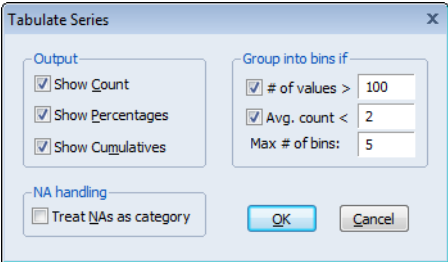 Tabulate Series
x
Output
Show Count
Show Percentages
Show Cumulatives
Group into bins if
# of values > 100
Avg. count < 2
Max # of bins: 5
NA handling
Treat NAs as category
OK
Cancel